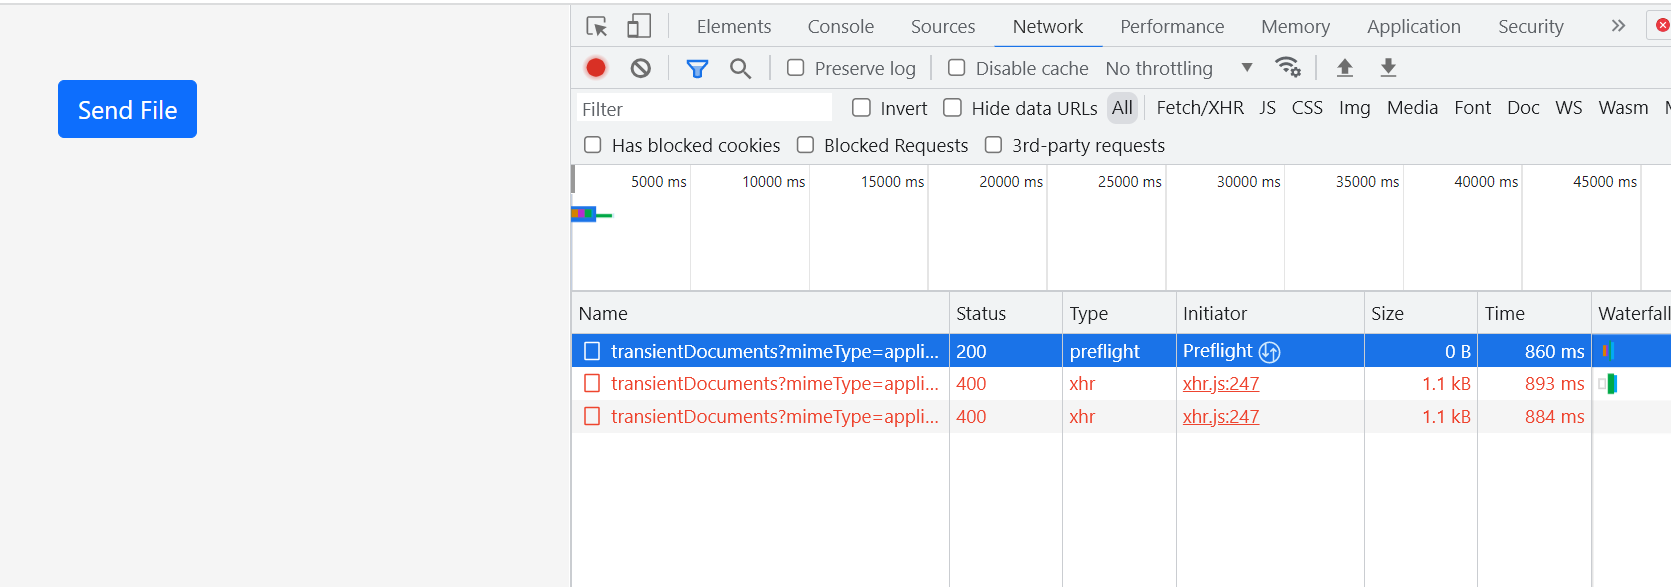 Elements Console Sources Network Performance Memory Application Security
Preserve log Disable cache No throttling
Send File
Filter Invert Hide data URLs All Fetch/XHR JS CSS Img Media Font Doc WS Wasm
Has blocked cookies Blocked Requests 3rd-party requests
5000 ms 10000 ms 15000 ms 20000 ms 25000 ms 30000 ms 35000 ms 40000 ms 45000 ms
Name Status Type Initiator Size Time Waterfall
transientDocuments?mimeType=appli... 200 preflight Preflight 0 B 860 ms
transientDocuments?mimeType=appli... 400 xhr xhr.js:247 1.1 kB 893 ms
transientDocuments?mimeType=appli... 400 xhr xhr.js:247 1.1 kB 884 ms